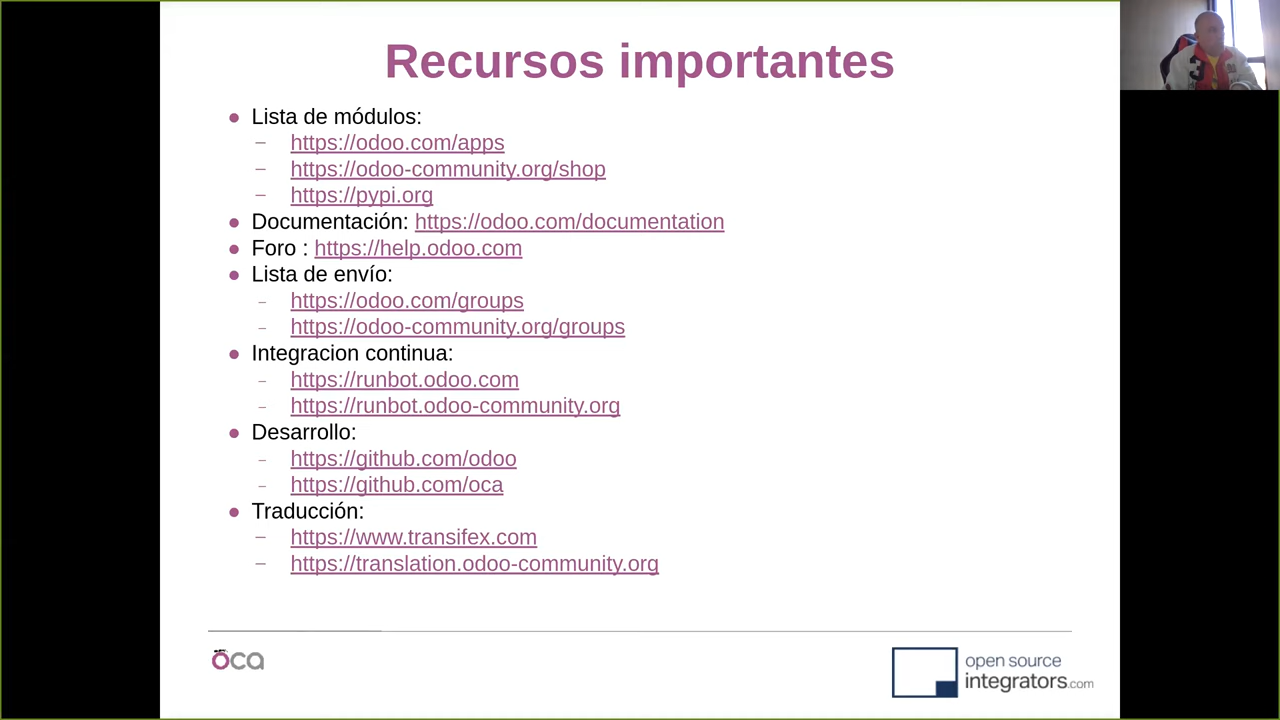 Recursos importantes
● Lista de módulos:
– https://odoo.com/apps
– https://odoo-community.org/shop
– https://pypi.org
● Documentación: https://odoo.com/documentation
● Foro : https://help.odoo.com
● Lista de envío:
– https://odoo.com/groups
– https://odoo-community.org/groups
● Integracion continua:
– https://runbot.odoo.com
– https://runbot.odoo-community.org
● Desarrollo:
– https://github.com/odoo
– https://github.com/oca
● Traducción:
– https://www.transifex.com
– https://translation.odoo-community.org
oca
open source
integrators.com
3